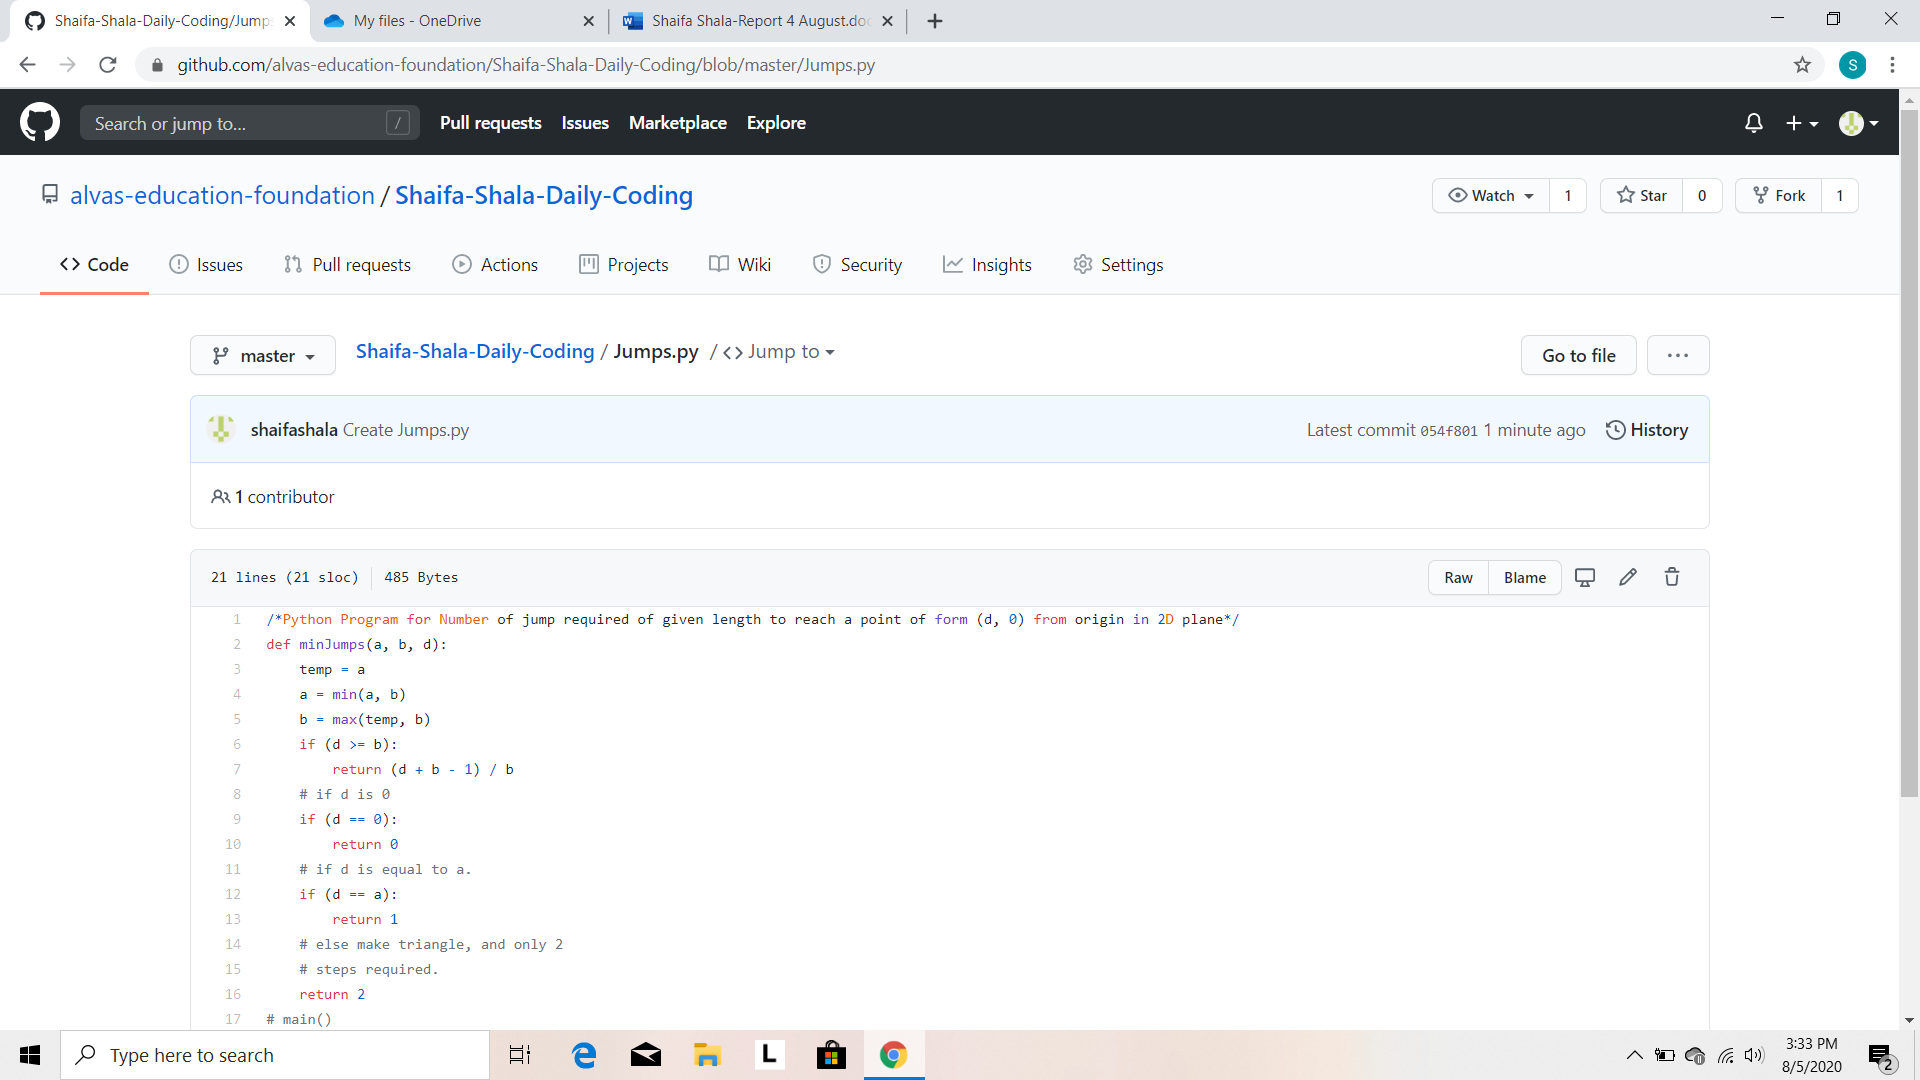 Shaifa-Shala-Daily-Coding/Jump
My files - OneDrive
Shaifa Shala-Report 4 August.doc
github.com/alvas-education-foundation/Shaifa-Shala-Daily-Coding/blob/master/Jumps.py
S
Search or jump to...
/
Pull requests
Issues
Marketplace
Explore
alvas-education-foundation / Shaifa-Shala-Daily-Coding
Watch 1
Star 0
Fork 1
Code
Issues
Pull requests
Actions
Projects
Wiki
Security
Insights
Settings
master
Shaifa-Shala-Daily-Coding / Jumps.py / <> Jump to
Go to file
...
shaifashala Create Jumps.py
Latest commit 054f801 1 minute ago
History
1 contributor
21 lines (21 sloc) 485 Bytes
Raw
Blame
1 /*Python Program for Number of jump required of given length to reach a point of form (d, 0) from origin in 2D plane*/
2 def minJumps(a, b, d):
3 temp = a
4 a = min(a, b)
5 b = max(temp, b)
6 if (d >= b):
7 return (d + b - 1) / b
8 # if d is 0
9 if (d == 0):
10 return 0
11 # if d is equal to a.
12 if (d == a):
13 return 1
14 # else make triangle, and only 2
15 # steps required.
16 return 2
17 # main()
Type here to search
L
3:33 PM
8/5/2020
2